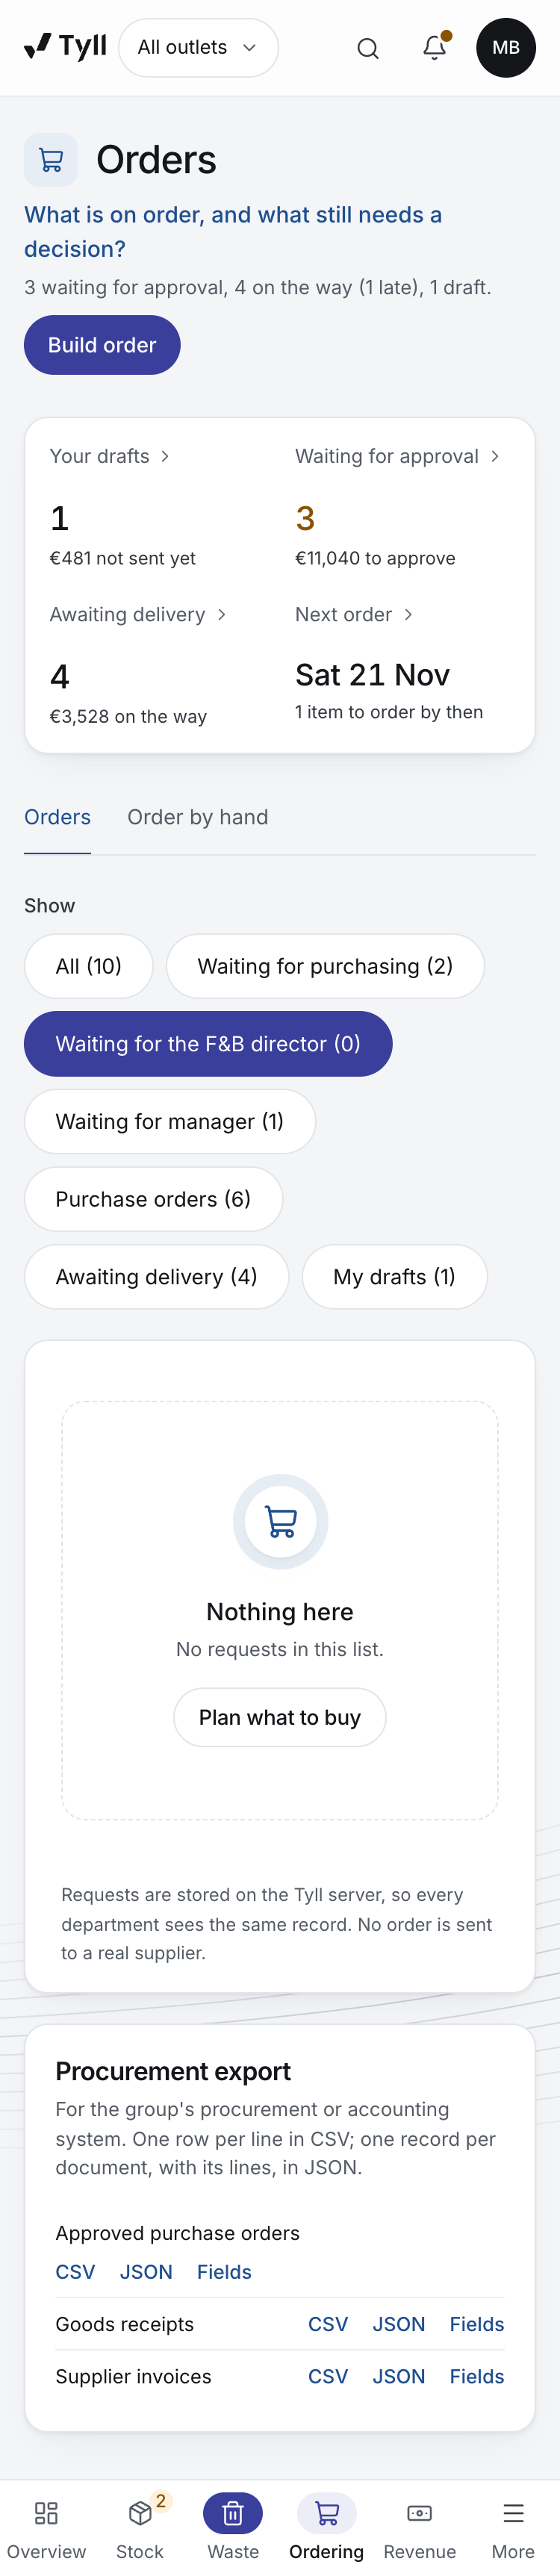 Tyll
All outlets
MB
Orders
What is on order, and what still needs a
decision?
3 waiting for approval, 4 on the way (1 late), 1 draft.
Build order
Your drafts
Waiting for approval
1
3
€481 not sent yet
€11,040 to approve
Awaiting delivery
Next order
4
Sat 21 Nov
€3,528 on the way
1 item to order by then
Orders
Order by hand
Show
All (10)
Waiting for purchasing (2)
Waiting for the F&B director (0)
Waiting for manager (1)
Purchase orders (6)
Awaiting delivery (4)
My drafts (1)
Nothing here
No requests in this list.
Plan what to buy
Requests are stored on the Tyll server, so every
department sees the same record. No order is sent
to a real supplier.
Procurement export
For the group's procurement or accounting
system. One row per line in CSV; one record per
document, with its lines, in JSON.
Approved purchase orders
CSV JSON Fields
Goods receipts CSV JSON Fields
Supplier invoices CSV JSON Fields
2
Overview Stock Waste Ordering Revenue More